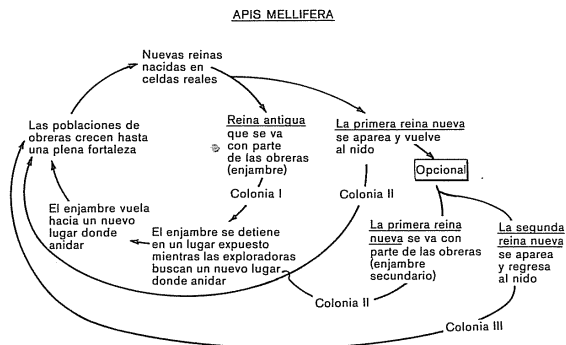 APIS MELLIFERA
Nuevas reinas
nacidas en
celdas reales
Las poblaciones de
obreras crecen hasta
una plena fortaleza
Reina antigua
que se va
con parte
de las obreras
(enjambre)
La primera reina nueva
se aparea y vuelve
al nido
Opcional
Colonia I
Colonia II
El enjambre vuela
hacia un nuevo
lugar donde
anidar
El enjambre se detiene
en un lugar expuesto
mientras las exploradoras
buscan un nuevo lugar
donde anidar
La primera reina
nueva se va con
parte de las obreras
(enjambre
secundario)
La segunda
reina nueva
se aparea
y regresa
al nido
Colonia II
Colonia III